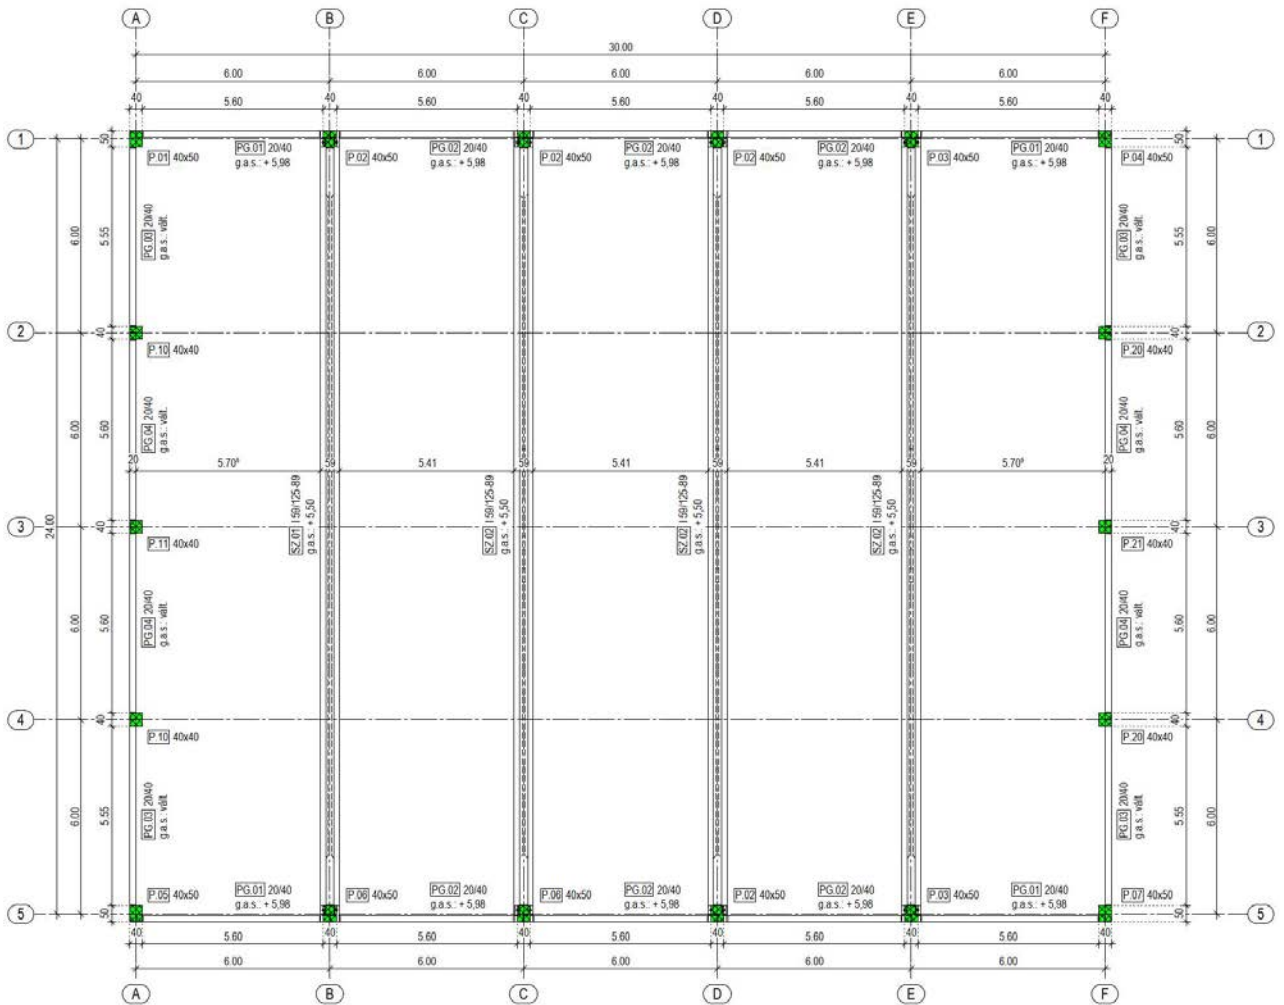 A B C D E F
30.00
6.00 6.00 6.00 6.00 6.00
40 5.60 40 5.60 40 5.60 40 5.60 40 5.60 40
1 50 50 1
PG.01 20/40 PG.02 20/40 PG.02 20/40 PG.02 20/40 PG.01 20/40
g.a.s.: + 5,98 g.a.s.: + 5,98 g.a.s.: + 5,98 g.a.s.: + 5,98 g.a.s.: + 5,98
P.01 40x50 P.02 40x50 P.02 40x50 P.02 40x50 P.03 40x50 P.04 40x50
6.00 5.55 PG.03 20/40 PG.03 20/40 5.55 6.00
g.a.s.: vált. g.a.s.: vált.
2 40 40 2
P.10 40x40 P.20 40x40
6.00 5.60 PG.04 20/40 PG.04 20/40 5.60 6.00
g.a.s.: vált. g.a.s.: vált.
20 5.70⁵ 59 5.41 59 5.41 59 5.41 59 5.70⁵ 20
SZ.01 I 59/125-89 SZ.02 I 59/125-89 SZ.02 I 59/125-89 SZ.02 I 59/125-89
g.a.s.: + 5,50 g.a.s.: + 5,50 g.a.s.: + 5,50 g.a.s.: + 5,50
3 24.00 40 40 3
P.11 40x40 P.21 40x40
6.00 5.60 PG.04 20/40 PG.04 20/40 5.60 6.00
g.a.s.: vált. g.a.s.: vált.
4 40 40 4
P.10 40x40 P.20 40x40
6.00 5.55 PG.03 20/40 PG.03 20/40 5.55 6.00
g.a.s.: vált. g.a.s.: vált.
P.05 40x50 P.06 40x50 P.06 40x50 P.02 40x50 P.03 40x50 P.07 40x50
PG.01 20/40 PG.02 20/40 PG.02 20/40 PG.02 20/40 PG.01 20/40
g.a.s.: + 5,98 g.a.s.: + 5,98 g.a.s.: + 5,98 g.a.s.: + 5,98 g.a.s.: + 5,98
5 50 50 5
40 5.60 40 5.60 40 5.60 40 5.60 40 5.60 40
6.00 6.00 6.00 6.00 6.00
A B C D E F